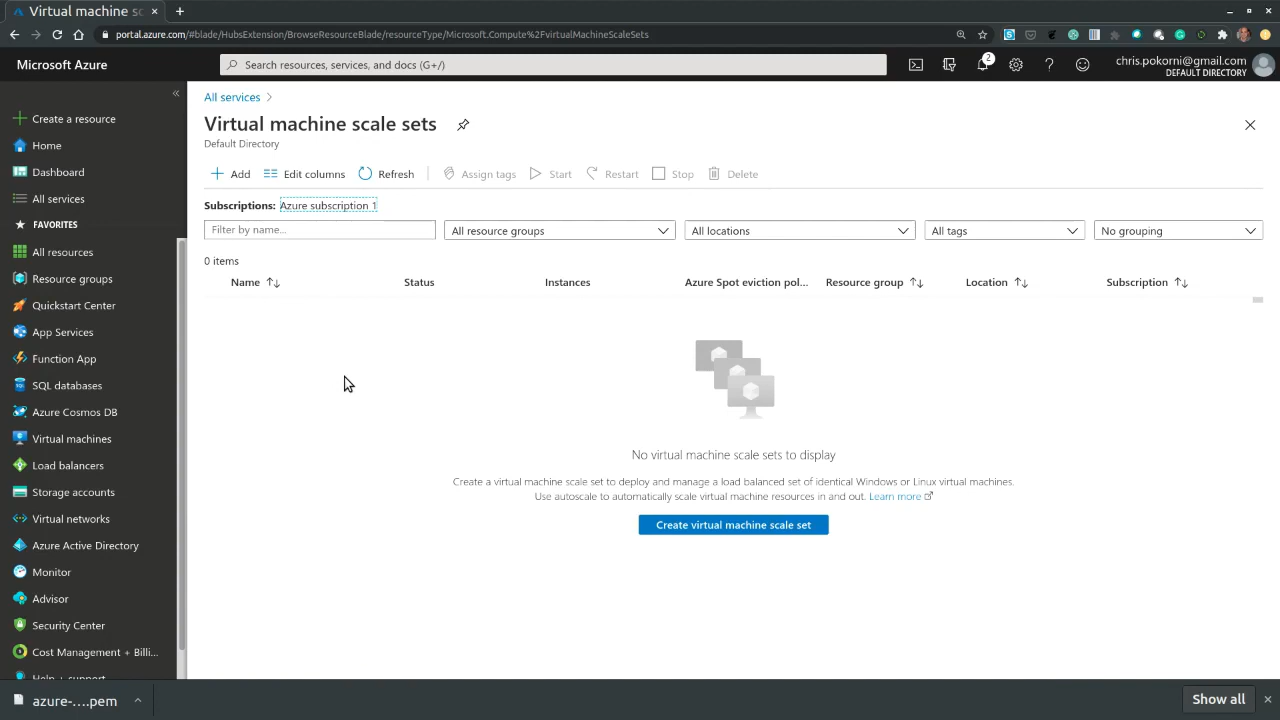 Virtual machine sc
portal.azure.com/#blade/HubsExtension/BrowseResourceBlade/resourceType/Microsoft.Compute%2FvirtualMachineScaleSets
Microsoft Azure
Search resources, services, and docs (G+/)
2
chris.pokorni@gmail.com
DEFAULT DIRECTORY
Create a resource
Home
Dashboard
All services
FAVORITES
All resources
Resource groups
Quickstart Center
App Services
Function App
SQL databases
Azure Cosmos DB
Virtual machines
Load balancers
Storage accounts
Virtual networks
Azure Active Directory
Monitor
Advisor
Security Center
Cost Management + Billi...
Help + support
All services >
Virtual machine scale sets
Default Directory
Add Edit columns Refresh Assign tags Start Restart Stop Delete
Subscriptions: Azure subscription 1
Filter by name... All resource groups All locations All tags No grouping
0 items
Name Status Instances Azure Spot eviction pol... Resource group Location Subscription
No virtual machine scale sets to display
Create a virtual machine scale set to deploy and manage a load balanced set of identical Windows or Linux virtual machines.
Use autoscale to automatically scale virtual machine resources in and out. Learn more
Create virtual machine scale set
azure-....pem
Show all